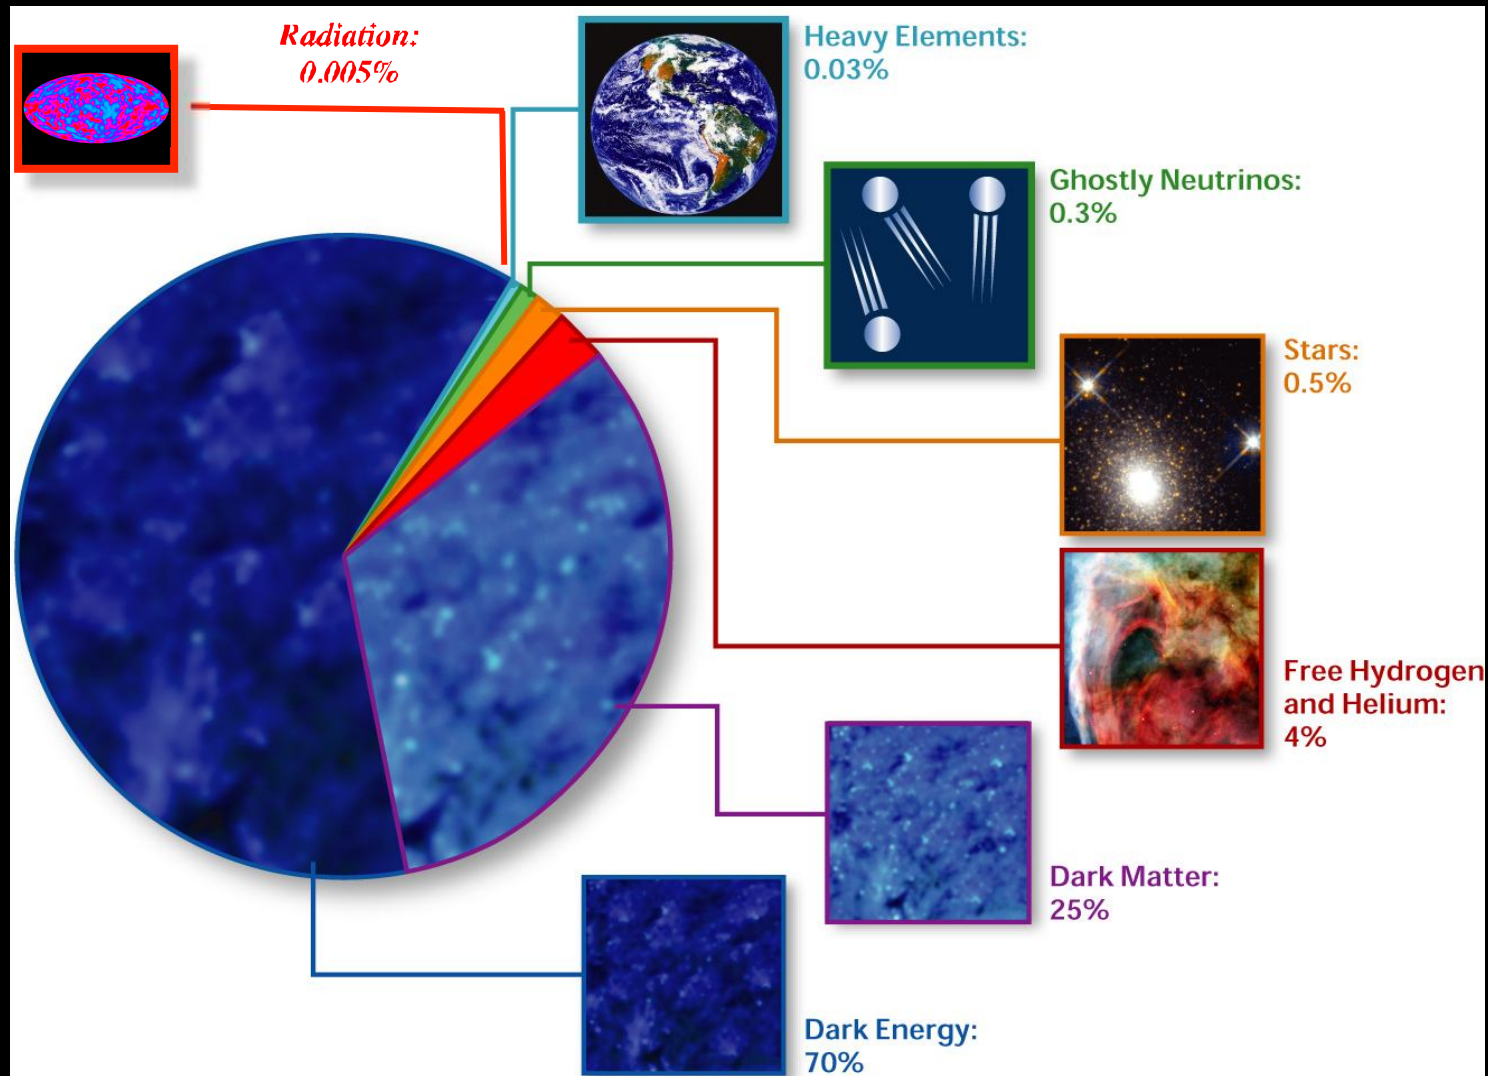 Radiation:
0.005%
Heavy Elements:
0.03%
Ghostly Neutrinos:
0.3%
Stars:
0.5%
Free Hydrogen
and Helium:
4%
Dark Matter:
25%
Dark Energy:
70%